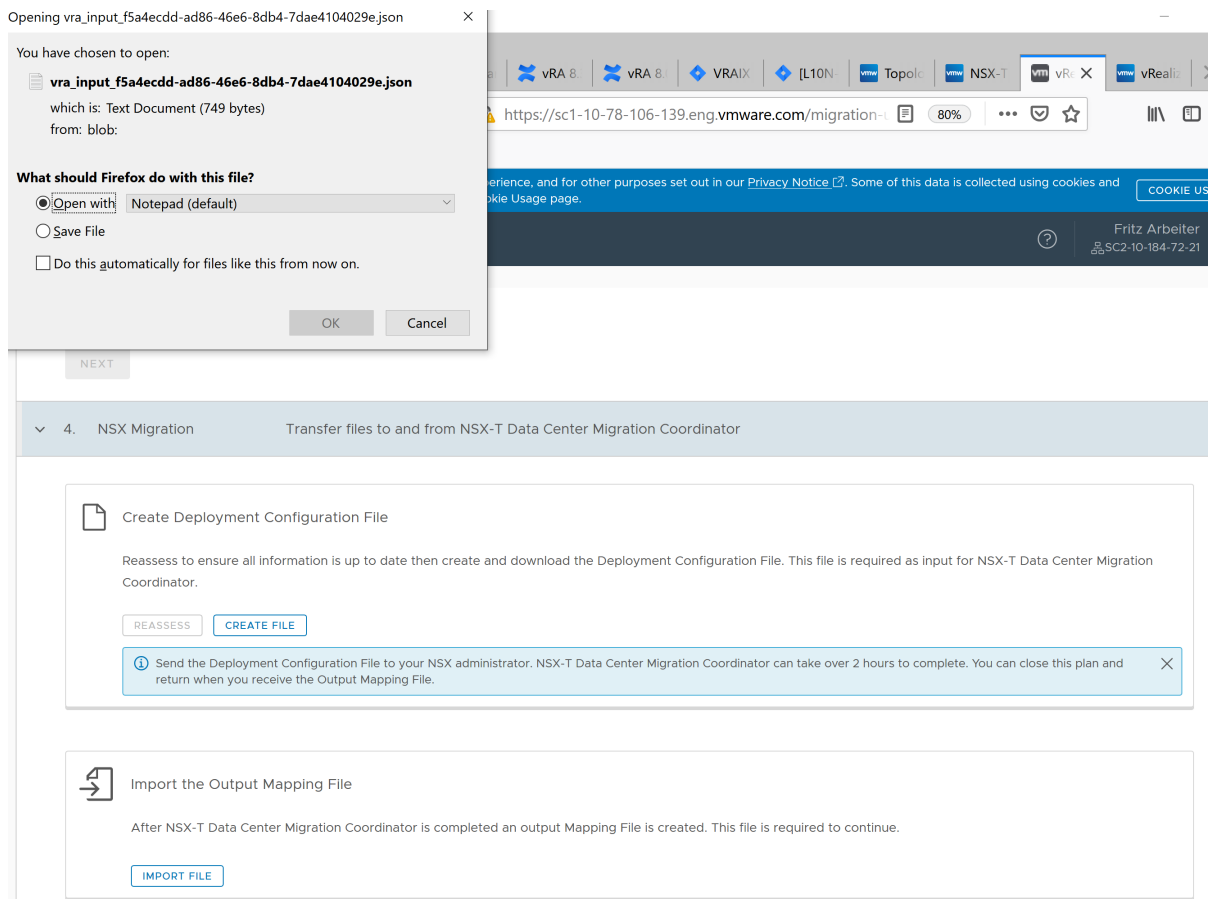 Opening vra_input_f5a4ecdd-ad86-46e6-8db4-7dae4104029e.json
You have chosen to open:
vra_input_f5a4ecdd-ad86-46e6-8db4-7dae4104029e.json
which is: Text Document (749 bytes)
from: blob:
What should Firefox do with this file?
Open with Notepad (default)
Save File
Do this automatically for files like this from now on.
OK Cancel
vRA 8. vRA 8. VRAIX [L10N- vmw Topolo vmw NSX-T vm vRe vmw vRealiz
https://sc1-10-78-106-139.eng.vmware.com/migration- 80%
erience, and for other purposes set out in our Privacy Notice. Some of this data is collected using cookies and
kie Usage page.
COOKIE US
Fritz Arbeiter
SC2-10-184-72-21
NEXT
4. NSX Migration Transfer files to and from NSX-T Data Center Migration Coordinator
Create Deployment Configuration File
Reassess to ensure all information is up to date then create and download the Deployment Configuration File. This file is required as input for NSX-T Data Center Migration
Coordinator.
REASSESS CREATE FILE
Send the Deployment Configuration File to your NSX administrator. NSX-T Data Center Migration Coordinator can take over 2 hours to complete. You can close this plan and
return when you receive the Output Mapping File.
Import the Output Mapping File
After NSX-T Data Center Migration Coordinator is completed an output Mapping File is created. This file is required to continue.
IMPORT FILE